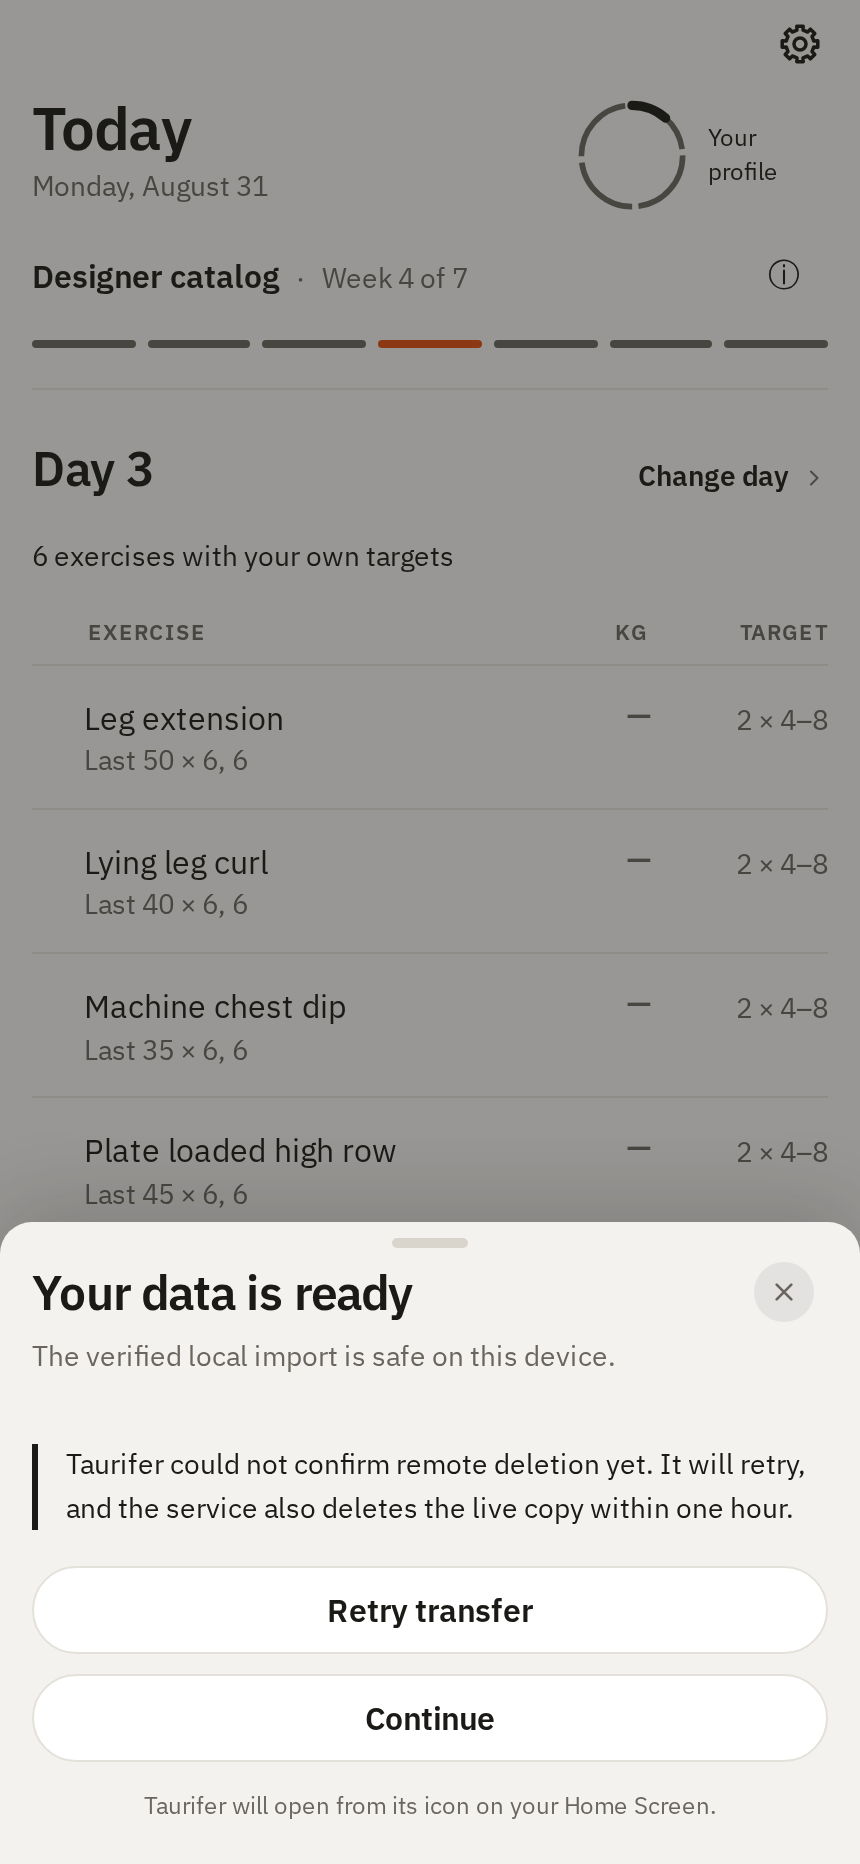 Today
Monday, August 31
Your
profile
Designer catalog · Week 4 of 7
Day 3
Change day
6 exercises with your own targets
EXERCISE KG TARGET
Leg extension — 2 × 4–8
Last 50 × 6, 6
Lying leg curl — 2 × 4–8
Last 40 × 6, 6
Machine chest dip — 2 × 4–8
Last 35 × 6, 6
Plate loaded high row — 2 × 4–8
Last 45 × 6, 6
Your data is ready
The verified local import is safe on this device.
Taurifer could not confirm remote deletion yet. It will retry,
and the service also deletes the live copy within one hour.
Retry transfer
Continue
Taurifer will open from its icon on your Home Screen.